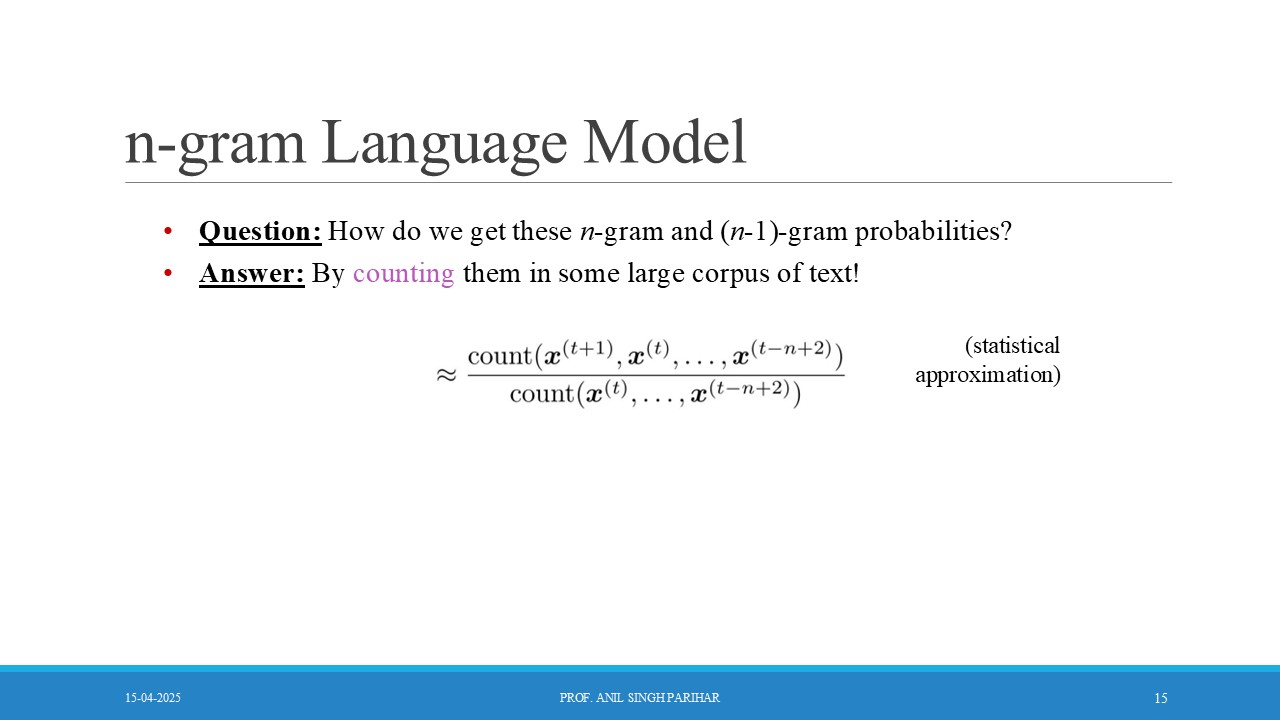 n-gram Language Model
• Question: How do we get these n-gram and (n-1)-gram probabilities?
• Answer: By counting them in some large corpus of text!
≈ count(x^(t+1), x^(t), . . . , x^(t−n+2)) / count(x^(t), . . . , x^(t−n+2))
(statistical
approximation)
15-04-2025 PROF. ANIL SINGH PARIHAR 15